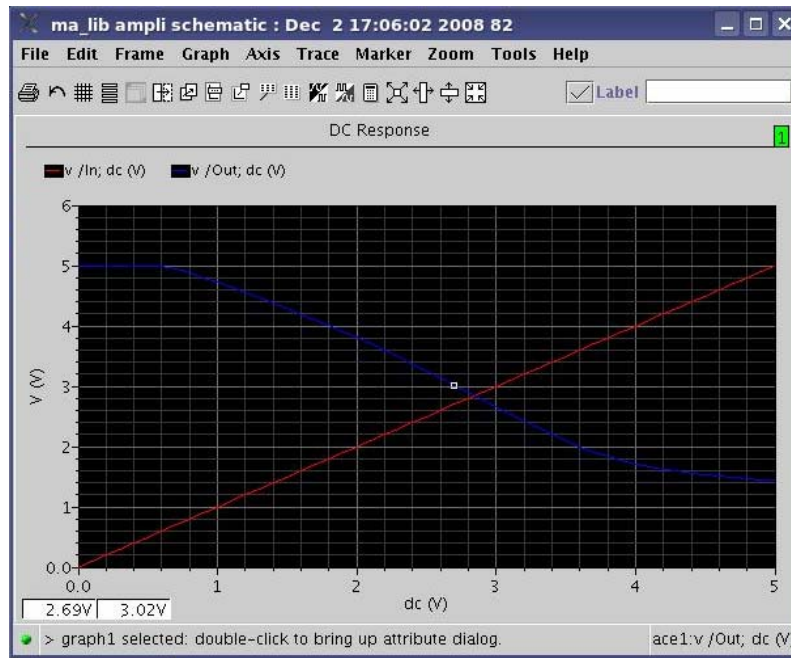 ma_lib ampli schematic : Dec 2 17:06:02 2008 82
File Edit Frame Graph Axis Trace Marker Zoom Tools Help
Label
DC Response
1
v /In; dc (V) v /Out; dc (V)
6
5
4
3
2
1
0.0
V (V)
0.0 1 2 3 4 5
dc (V)
2.69V 3.02V
> graph1 selected: double-click to bring up attribute dialog. ace1:v /Out; dc (V)